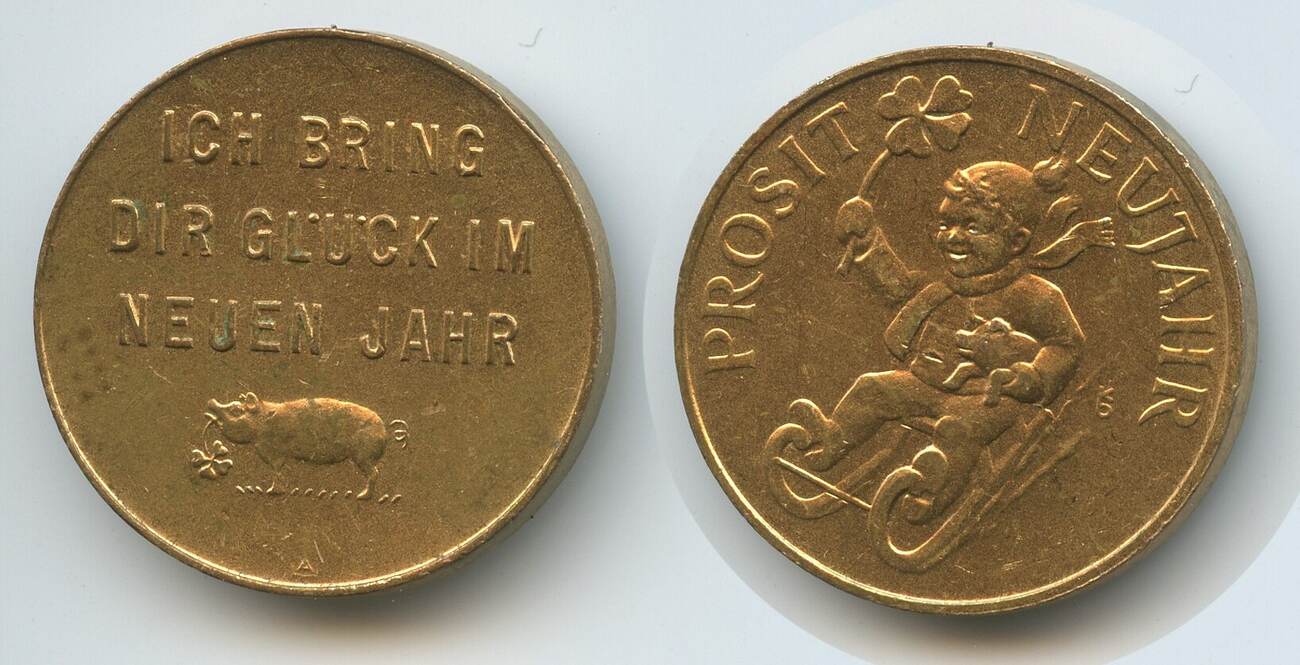 ICH BRING
DIR GLÜCK IM
NEUEN JAHR
A
PROSIT NEUJAHR